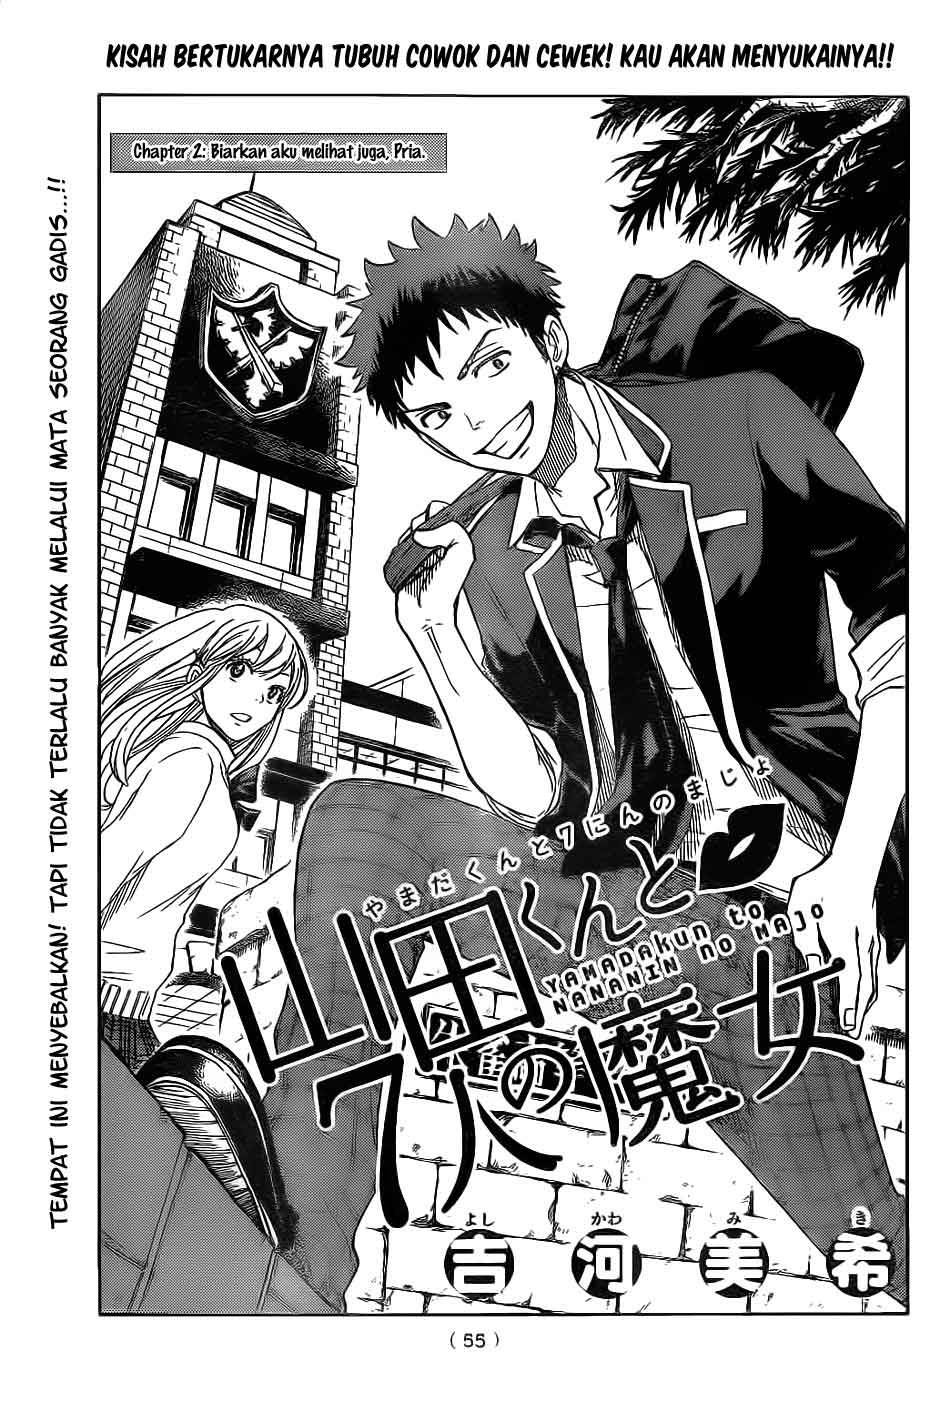 KISAH BERTUKARNYA TUBUH COWOK DAN CEWEK! KAU AKAN MENYUKAINYA!!
Chapter 2: Biarkan aku melihat juga, Pria.
TEMPAT INI MENYEBALKAN! TAPI TIDAK TERLALU BANYAK MELALUI MATA SEORANG GADIS...!!
やまだくんと7にんのまじょ
山田くんと
YAMADAKUN to
NANANIN no MAJO
7人の魔女
よし かわ み き
吉河美希
( 55 )